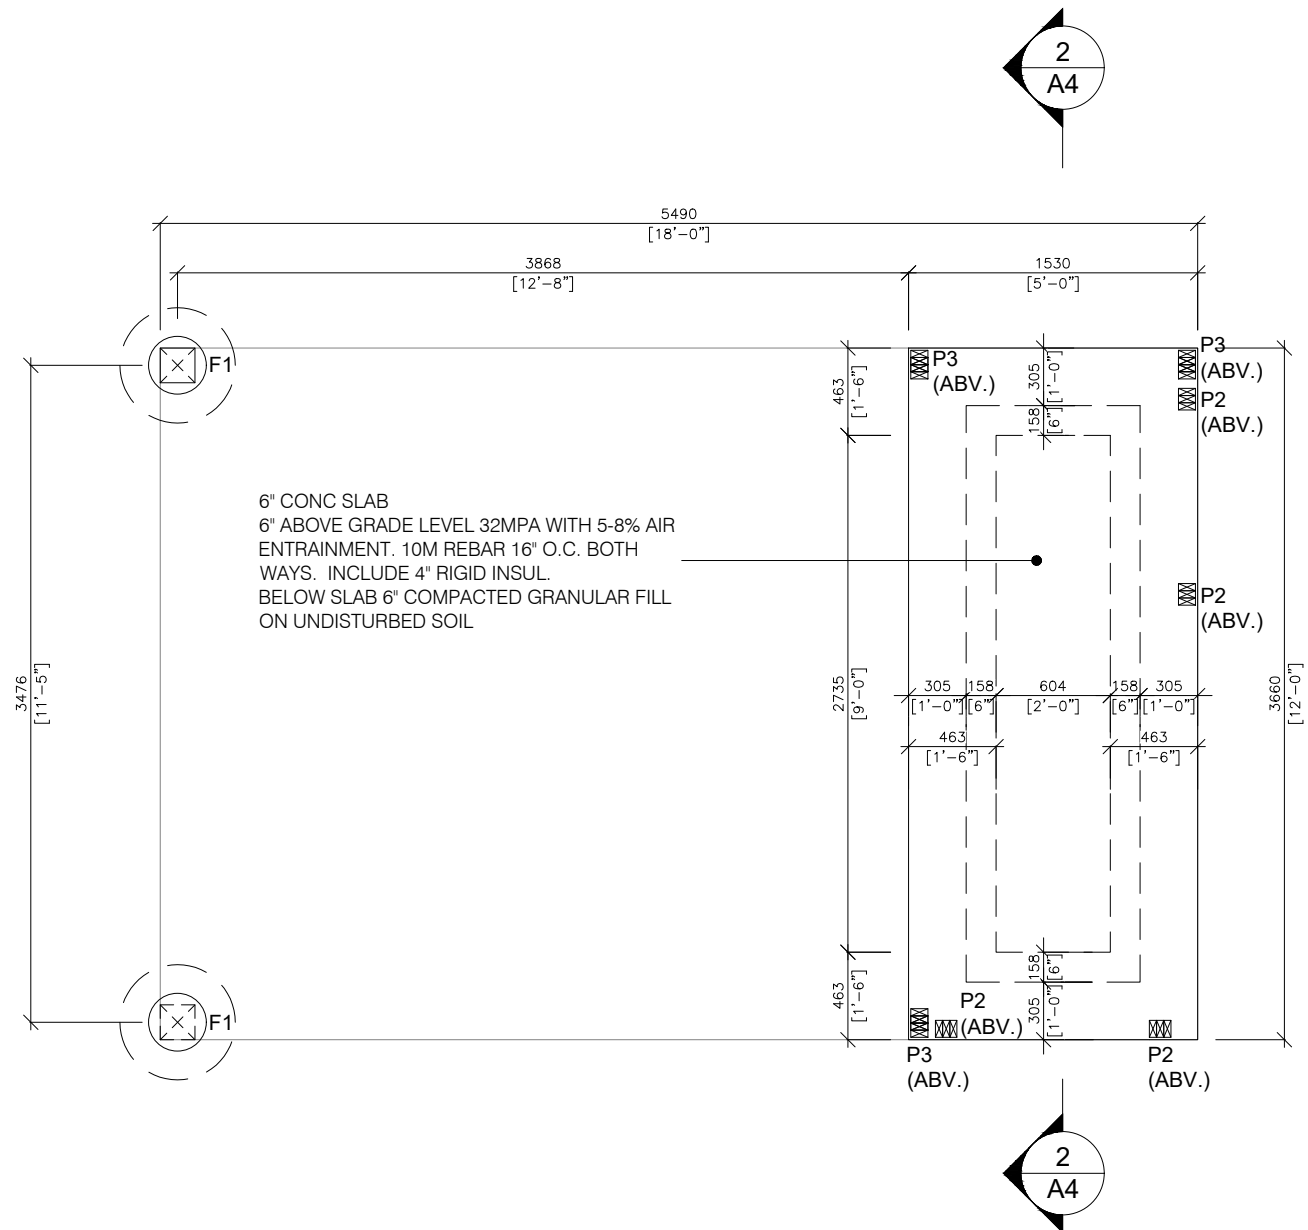 2
A4
5490
[18'-0"]
3868
[12'-8"]
1530
[5'-0"]
F1
P3
(ABV.)
P3
(ABV.)
P2
(ABV.)
463
[1'-6"]
305
[1'-0"]
158
[6"]
6" CONC SLAB
6" ABOVE GRADE LEVEL 32MPA WITH 5-8% AIR
ENTRAINMENT. 10M REBAR 16" O.C. BOTH
WAYS. INCLUDE 4" RIGID INSUL.
BELOW SLAB 6" COMPACTED GRANULAR FILL
ON UNDISTURBED SOIL
P2
(ABV.)
3476
[11'-5"]
2735
[9'-0"]
305
[1'-0"]
158
[6"]
604
[2'-0"]
158
[6"]
305
[1'-0"]
3660
[12'-0"]
463
[1'-6"]
463
[1'-6"]
463
[1'-6"]
158
[6"]
305
[1'-0"]
F1
P2
(ABV.)
P3
(ABV.)
P2
(ABV.)
2
A4